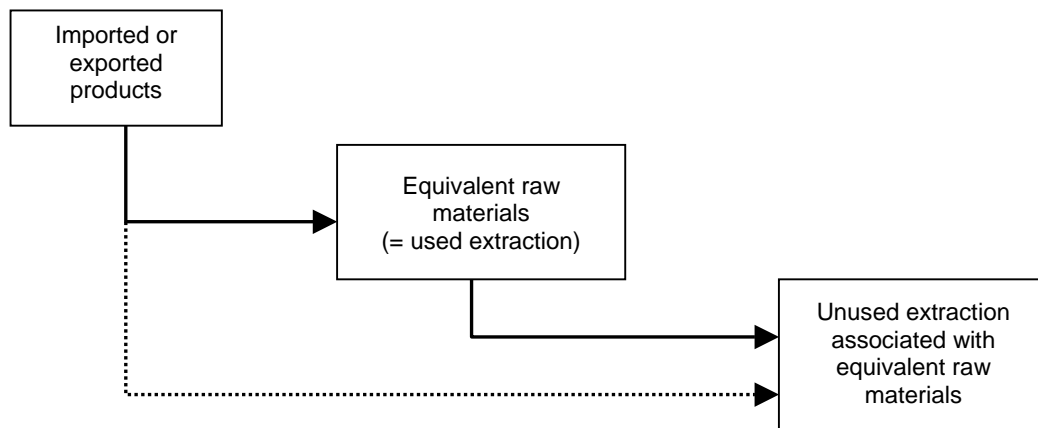 Imported or
exported
products
Equivalent raw
materials
(= used extraction)
Unused extraction
associated with
equivalent raw
materials